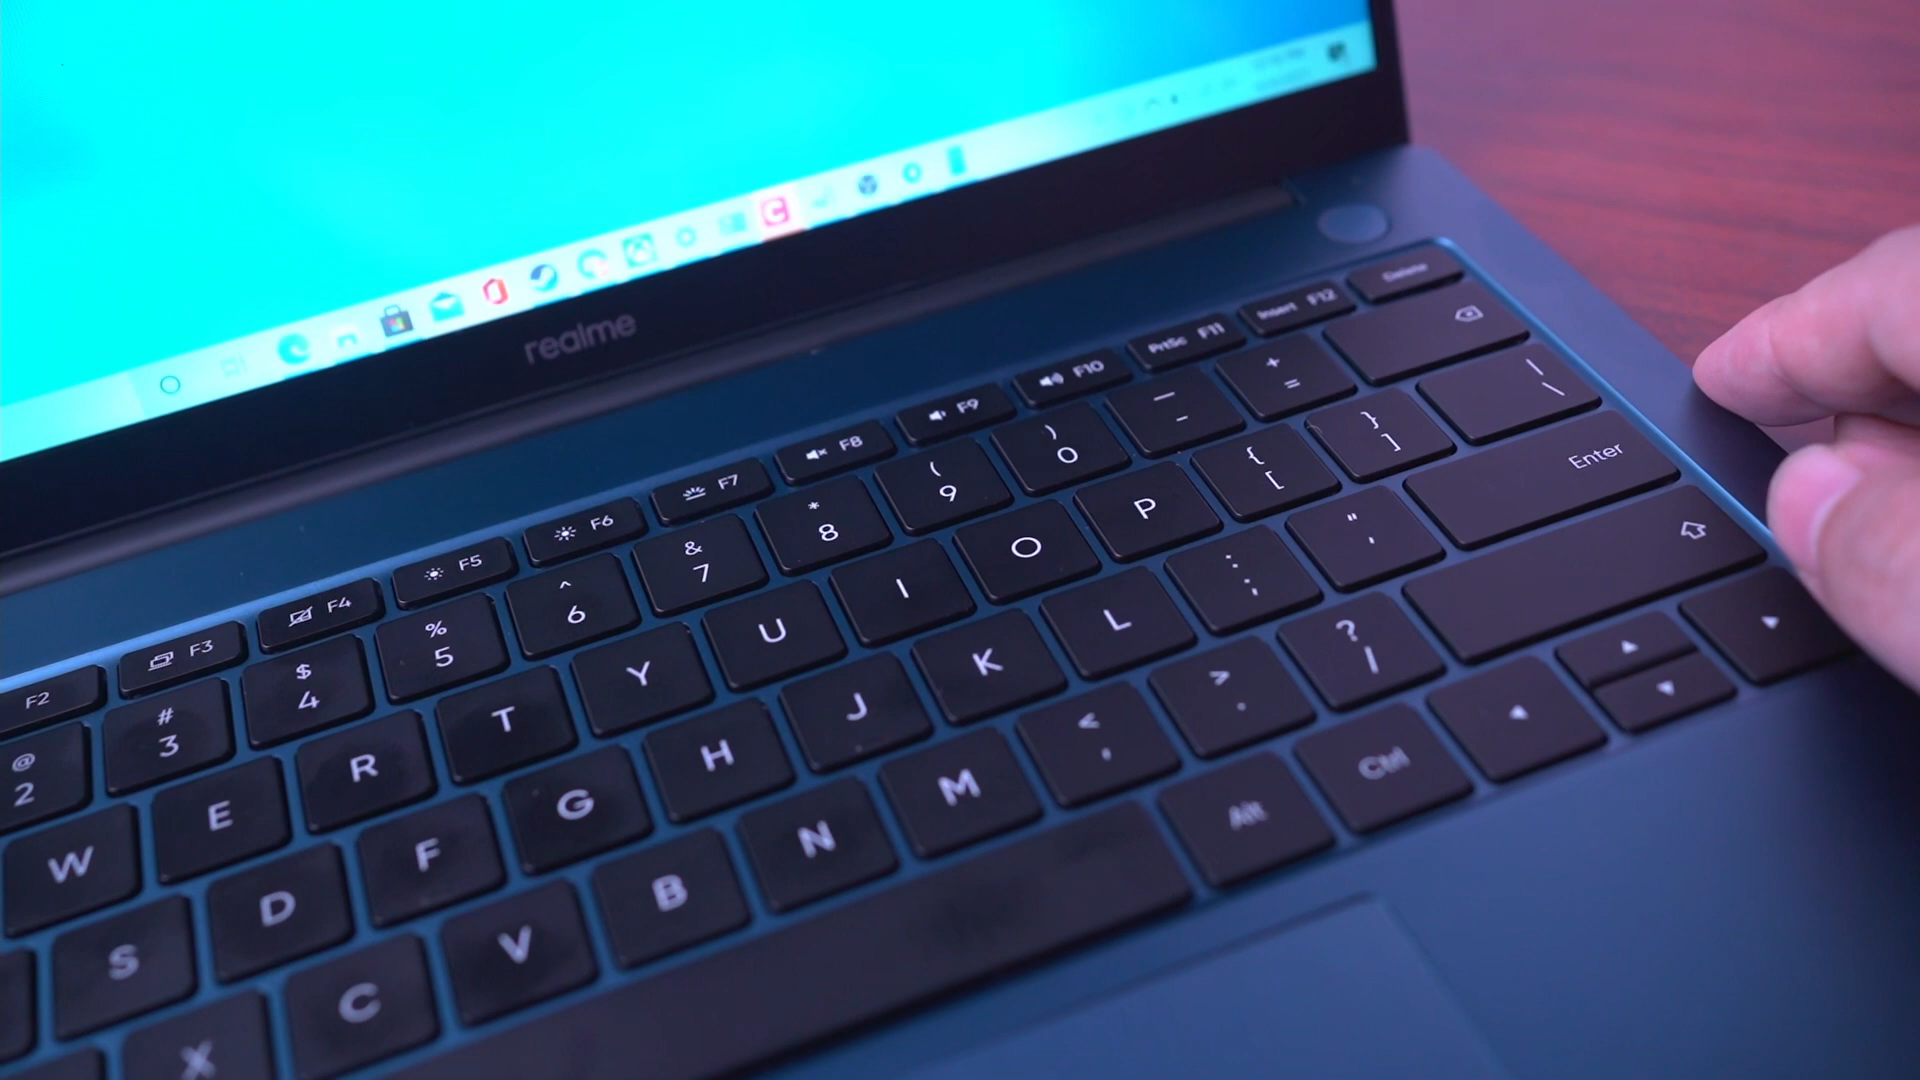 realme
F2 F3 F4 F5 F6 F7 F8 F9 F10 PrtSc F11 Insert F12 Delete
@ # $ % ^ & * ( ) _ +
2 3 4 5 6 7 8 9 0 - =
W E R T Y U I O P { [ } ] | \
S D F G H J K L : ; " ' Enter
X C V B N M < , > . ? /
Alt Ctrl